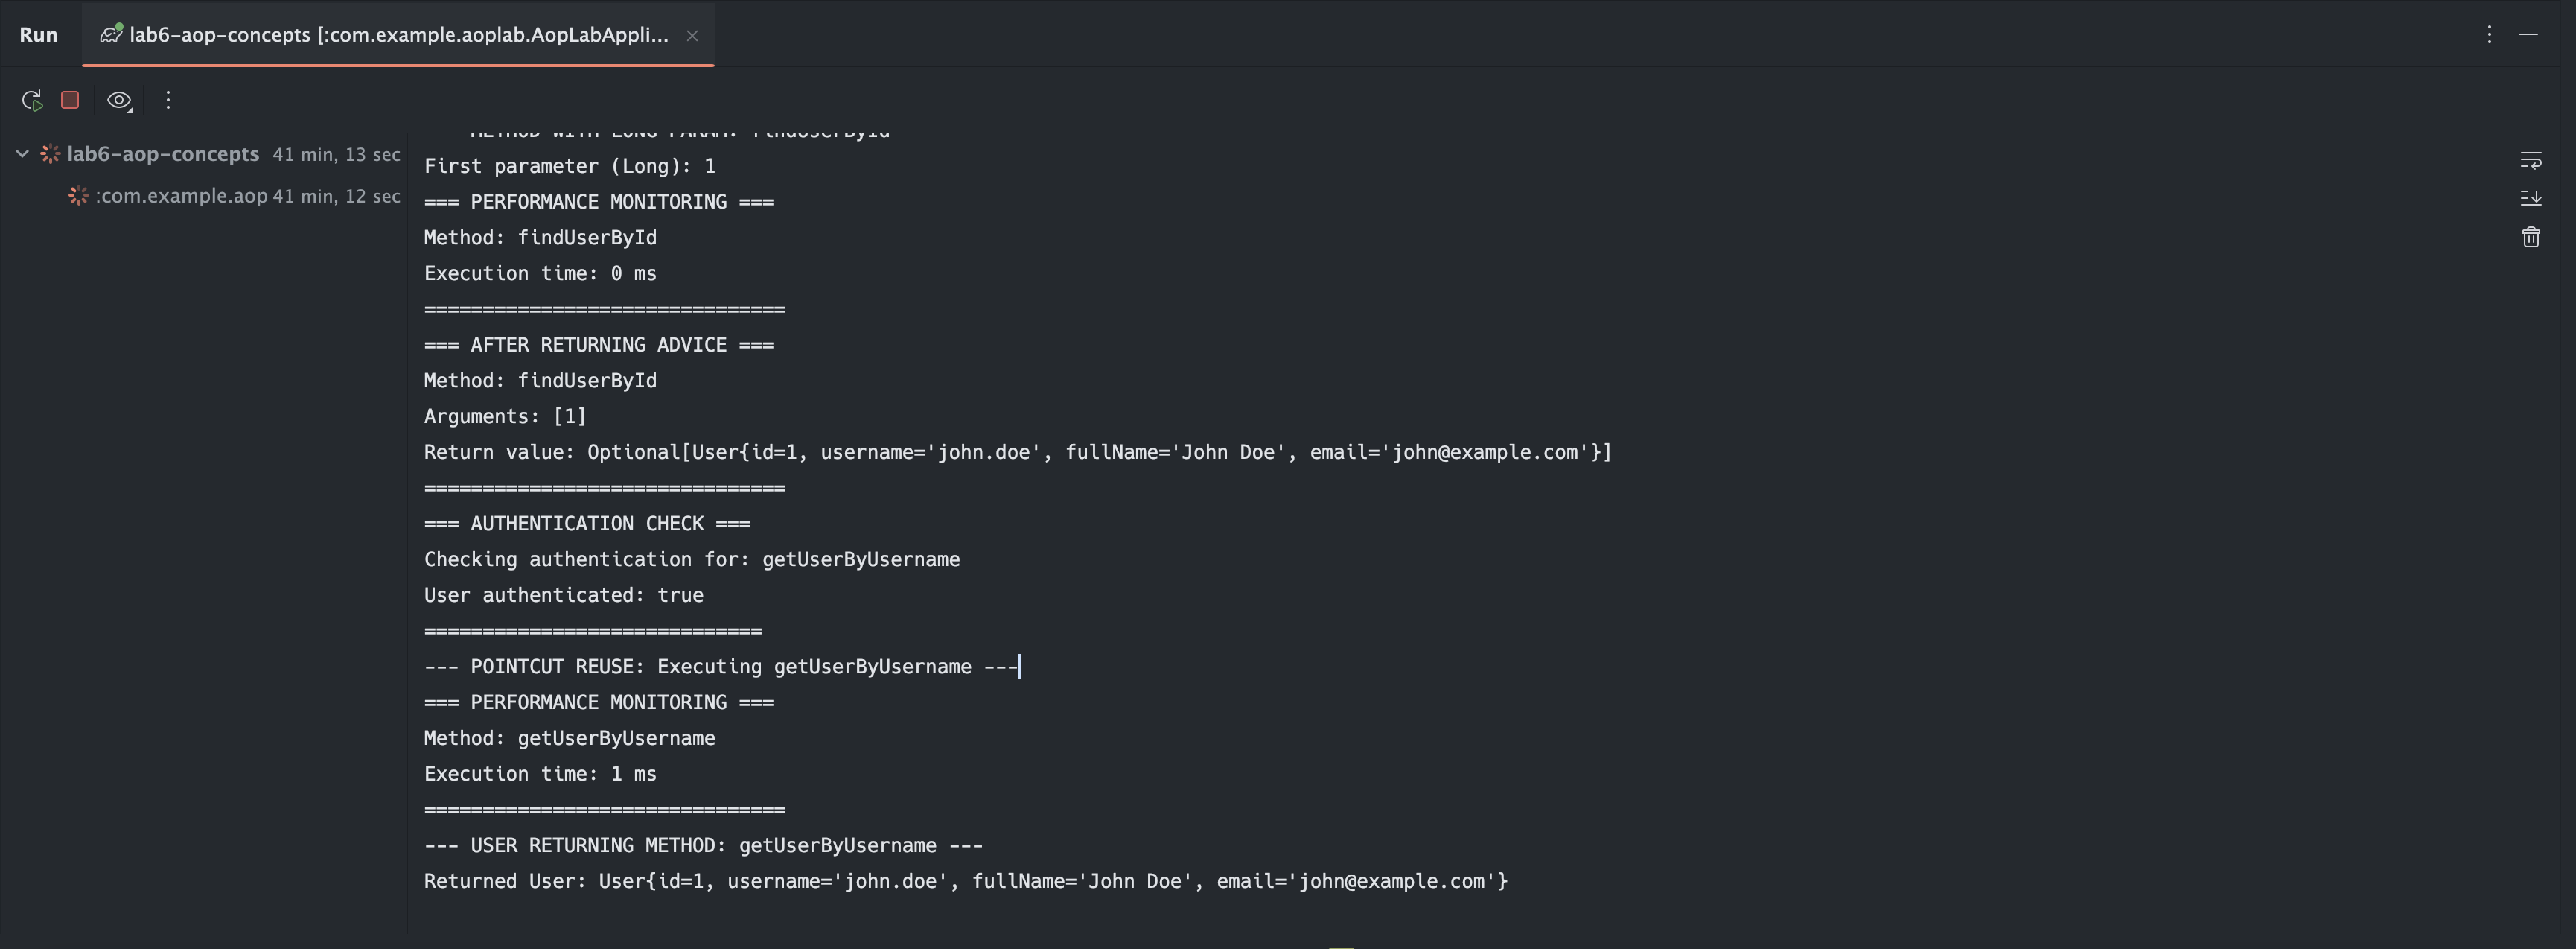 Run
lab6-aop-concepts [:com.example.aoplab.AopLabAppli...
lab6-aop-concepts 41 min, 13 sec
:com.example.aop 41 min, 12 sec
METHOD WITH LONG PARAM: findUserById
First parameter (Long): 1
=== PERFORMANCE MONITORING ===
Method: findUserById
Execution time: 0 ms
===============================
=== AFTER RETURNING ADVICE ===
Method: findUserById
Arguments: [1]
Return value: Optional[User{id=1, username='john.doe', fullName='John Doe', email='john@example.com'}]
===============================
=== AUTHENTICATION CHECK ===
Checking authentication for: getUserByUsername
User authenticated: true
=============================
--- POINTCUT REUSE: Executing getUserByUsername ---
=== PERFORMANCE MONITORING ===
Method: getUserByUsername
Execution time: 1 ms
===============================
--- USER RETURNING METHOD: getUserByUsername ---
Returned User: User{id=1, username='john.doe', fullName='John Doe', email='john@example.com'}